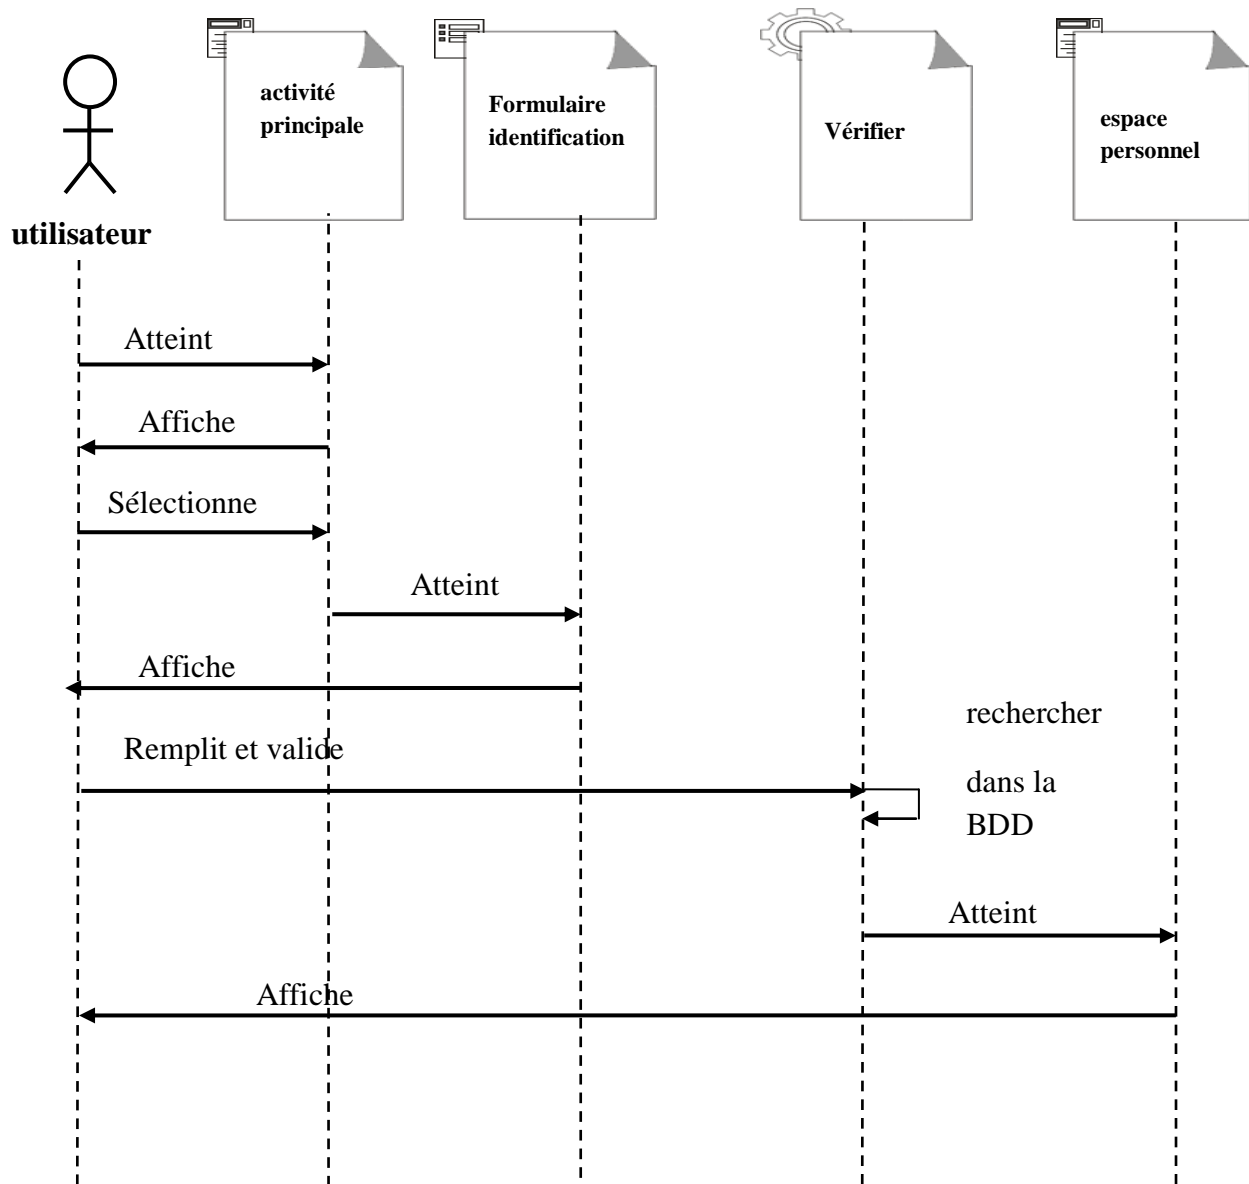 activité
principale
Formulaire
identification
Vérifier
espace
personnel
utilisateur
Atteint
Affiche
Sélectionne
Atteint
Affiche
rechercher
Remplit et valide
dans la
BDD
Atteint
Affiche